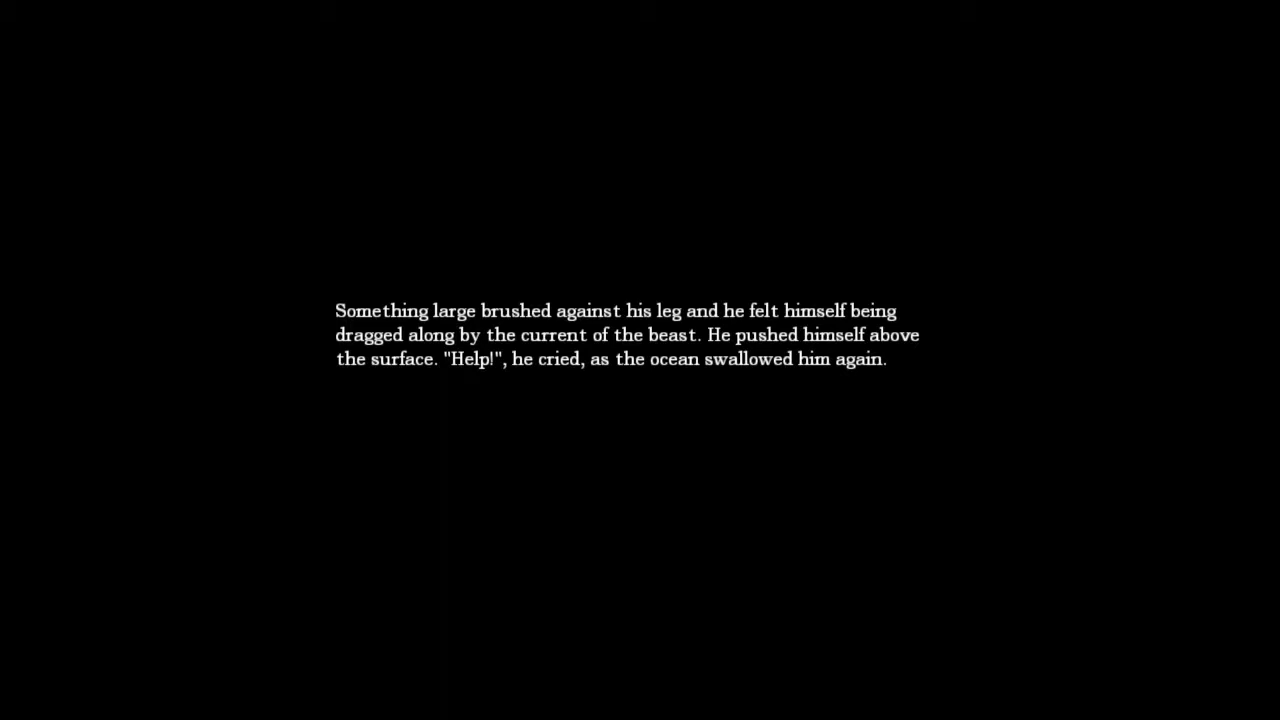 Something large brushed against his leg and he felt himself being
dragged along by the current of the beast. He pushed himself above
the surface. "Help!", he cried, as the ocean swallowed him again.